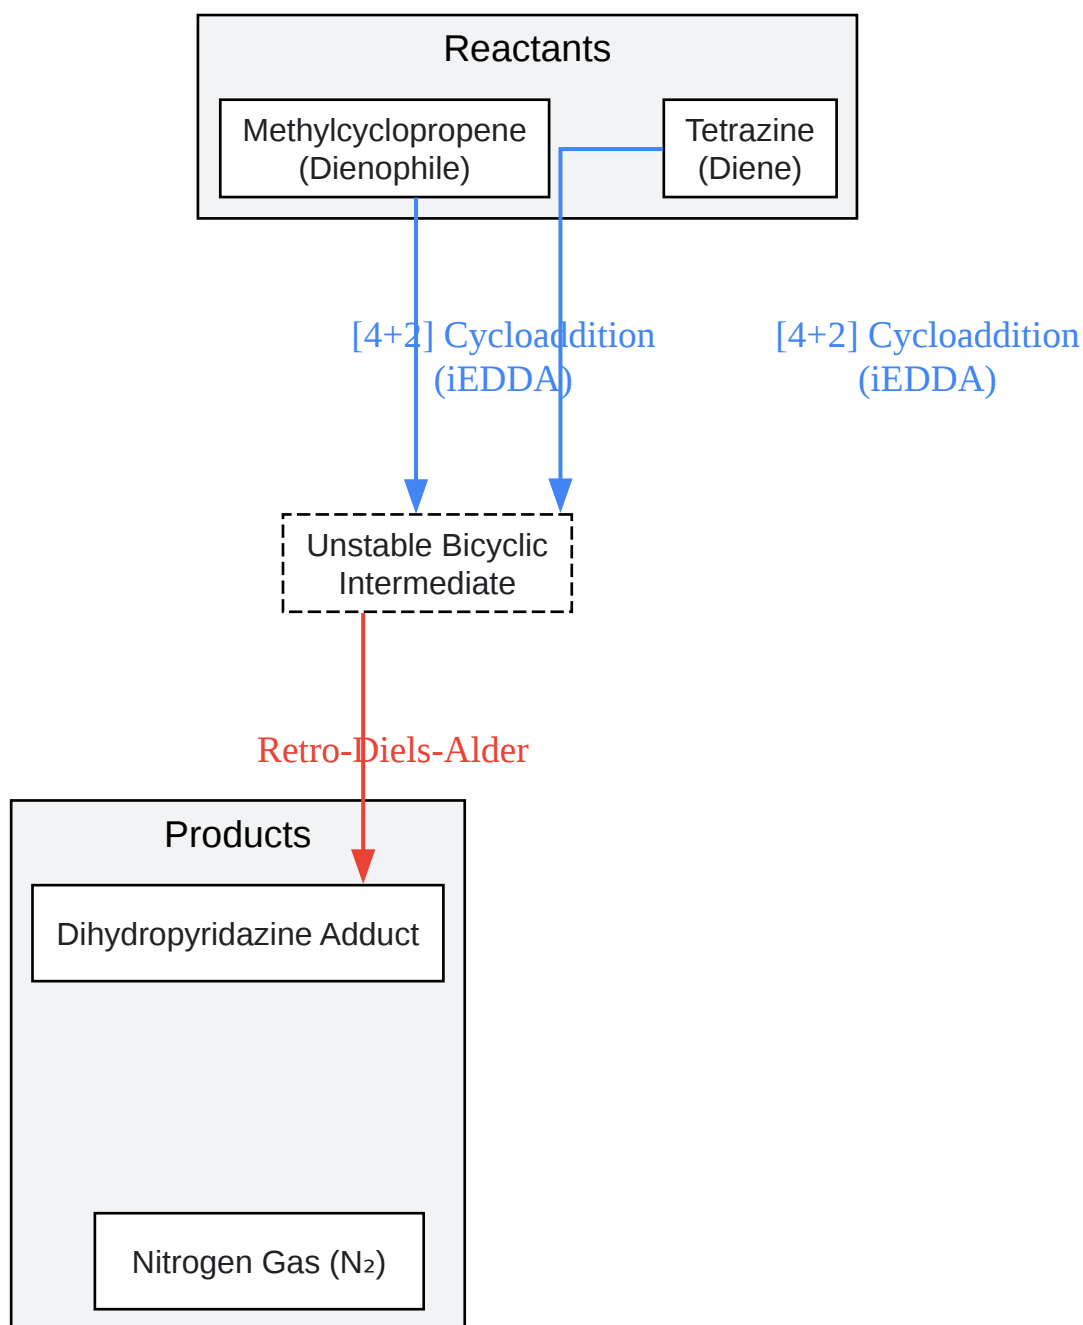 Reactants
Methylcyclopropene
(Dienophile)
Tetrazine
(Diene)
[4+2] Cycloaddition
(iEDDA)
[4+2] Cycloaddition
(iEDDA)
Unstable Bicyclic
Intermediate
Retro-Diels-Alder
Products
Dihydropyridazine Adduct
Nitrogen Gas (N₂)